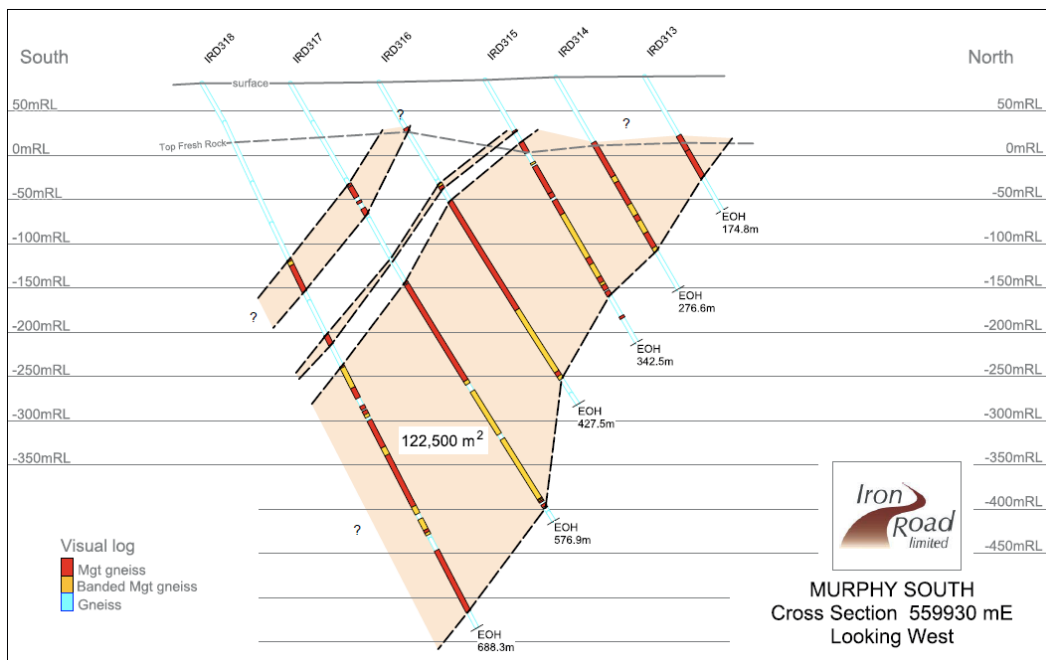 South
North
IRD318
IRD317
IRD316
IRD315
IRD314
IRD313
surface
50mRL
50mRL
?
?
Top Fresh Rock
0mRL
0mRL
-50mRL
-50mRL
EOH
174.8m
-100mRL
-100mRL
-150mRL
-150mRL
EOH
276.6m
?
-200mRL
-200mRL
EOH
342.5m
-250mRL
-250mRL
-300mRL
-300mRL
EOH
427.5m
122,500 m²
-350mRL
-350mRL
-400mRL
?
EOH
576.9m
-450mRL
Iron
Road
limited
Visual log
Mgt gneiss
Banded Mgt gneiss
Gneiss
EOH
688.3m
MURPHY SOUTH
Cross Section 559930 mE
Looking West